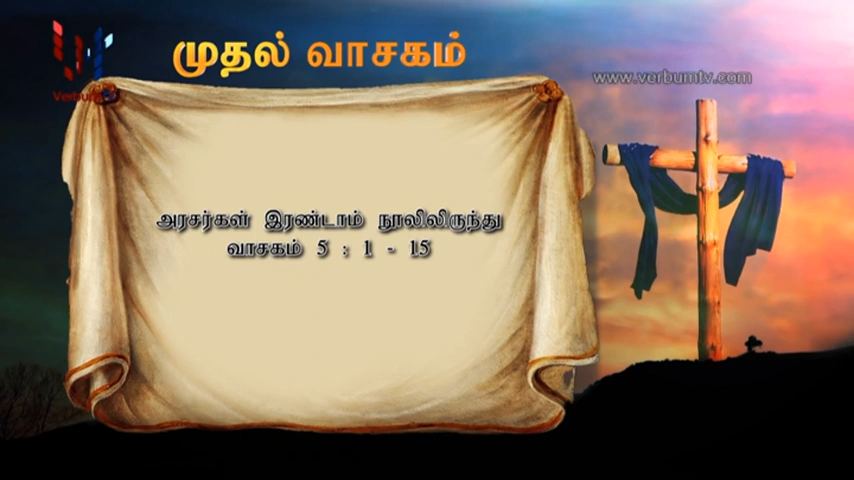 முதல் வாசகம்
www.verbumtv.com
அரசர்கள் இரண்டாம் நூலிலிருந்து
வாசகம் 5 : 1 - 15